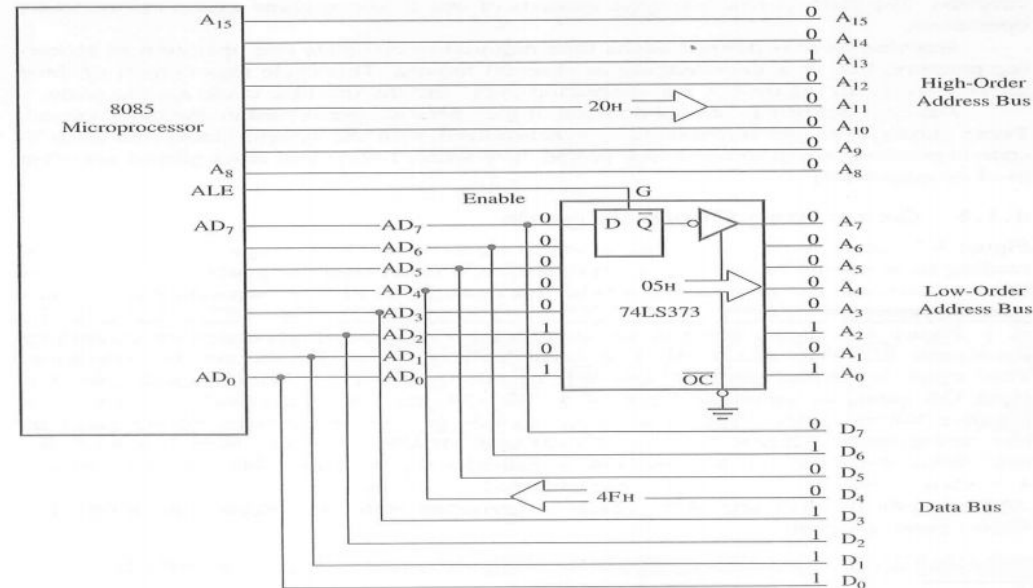 A15 0 A15
0 A14
0 A13
0 A12 High-Order
8085 20H 0 A11 Address Bus
Microprocessor 0 A10
0 A9
A8 0 A8
ALE Enable G
AD7 AD7 0 D Q̅ 0 A7
AD6 0 0 A6
AD5 0 0 A5
AD4 0 05H 0 A4 Low-Order
AD3 0 74LS373 0 A3 Address Bus
AD2 1 1 A2
AD1 0 0 A1
AD0 AD0 1 O̅C̅ 1 A0
0 D7
1 D6
0 D5
4FH 0 D4 Data Bus
1 D3
1 D2
1 D1
1 D0